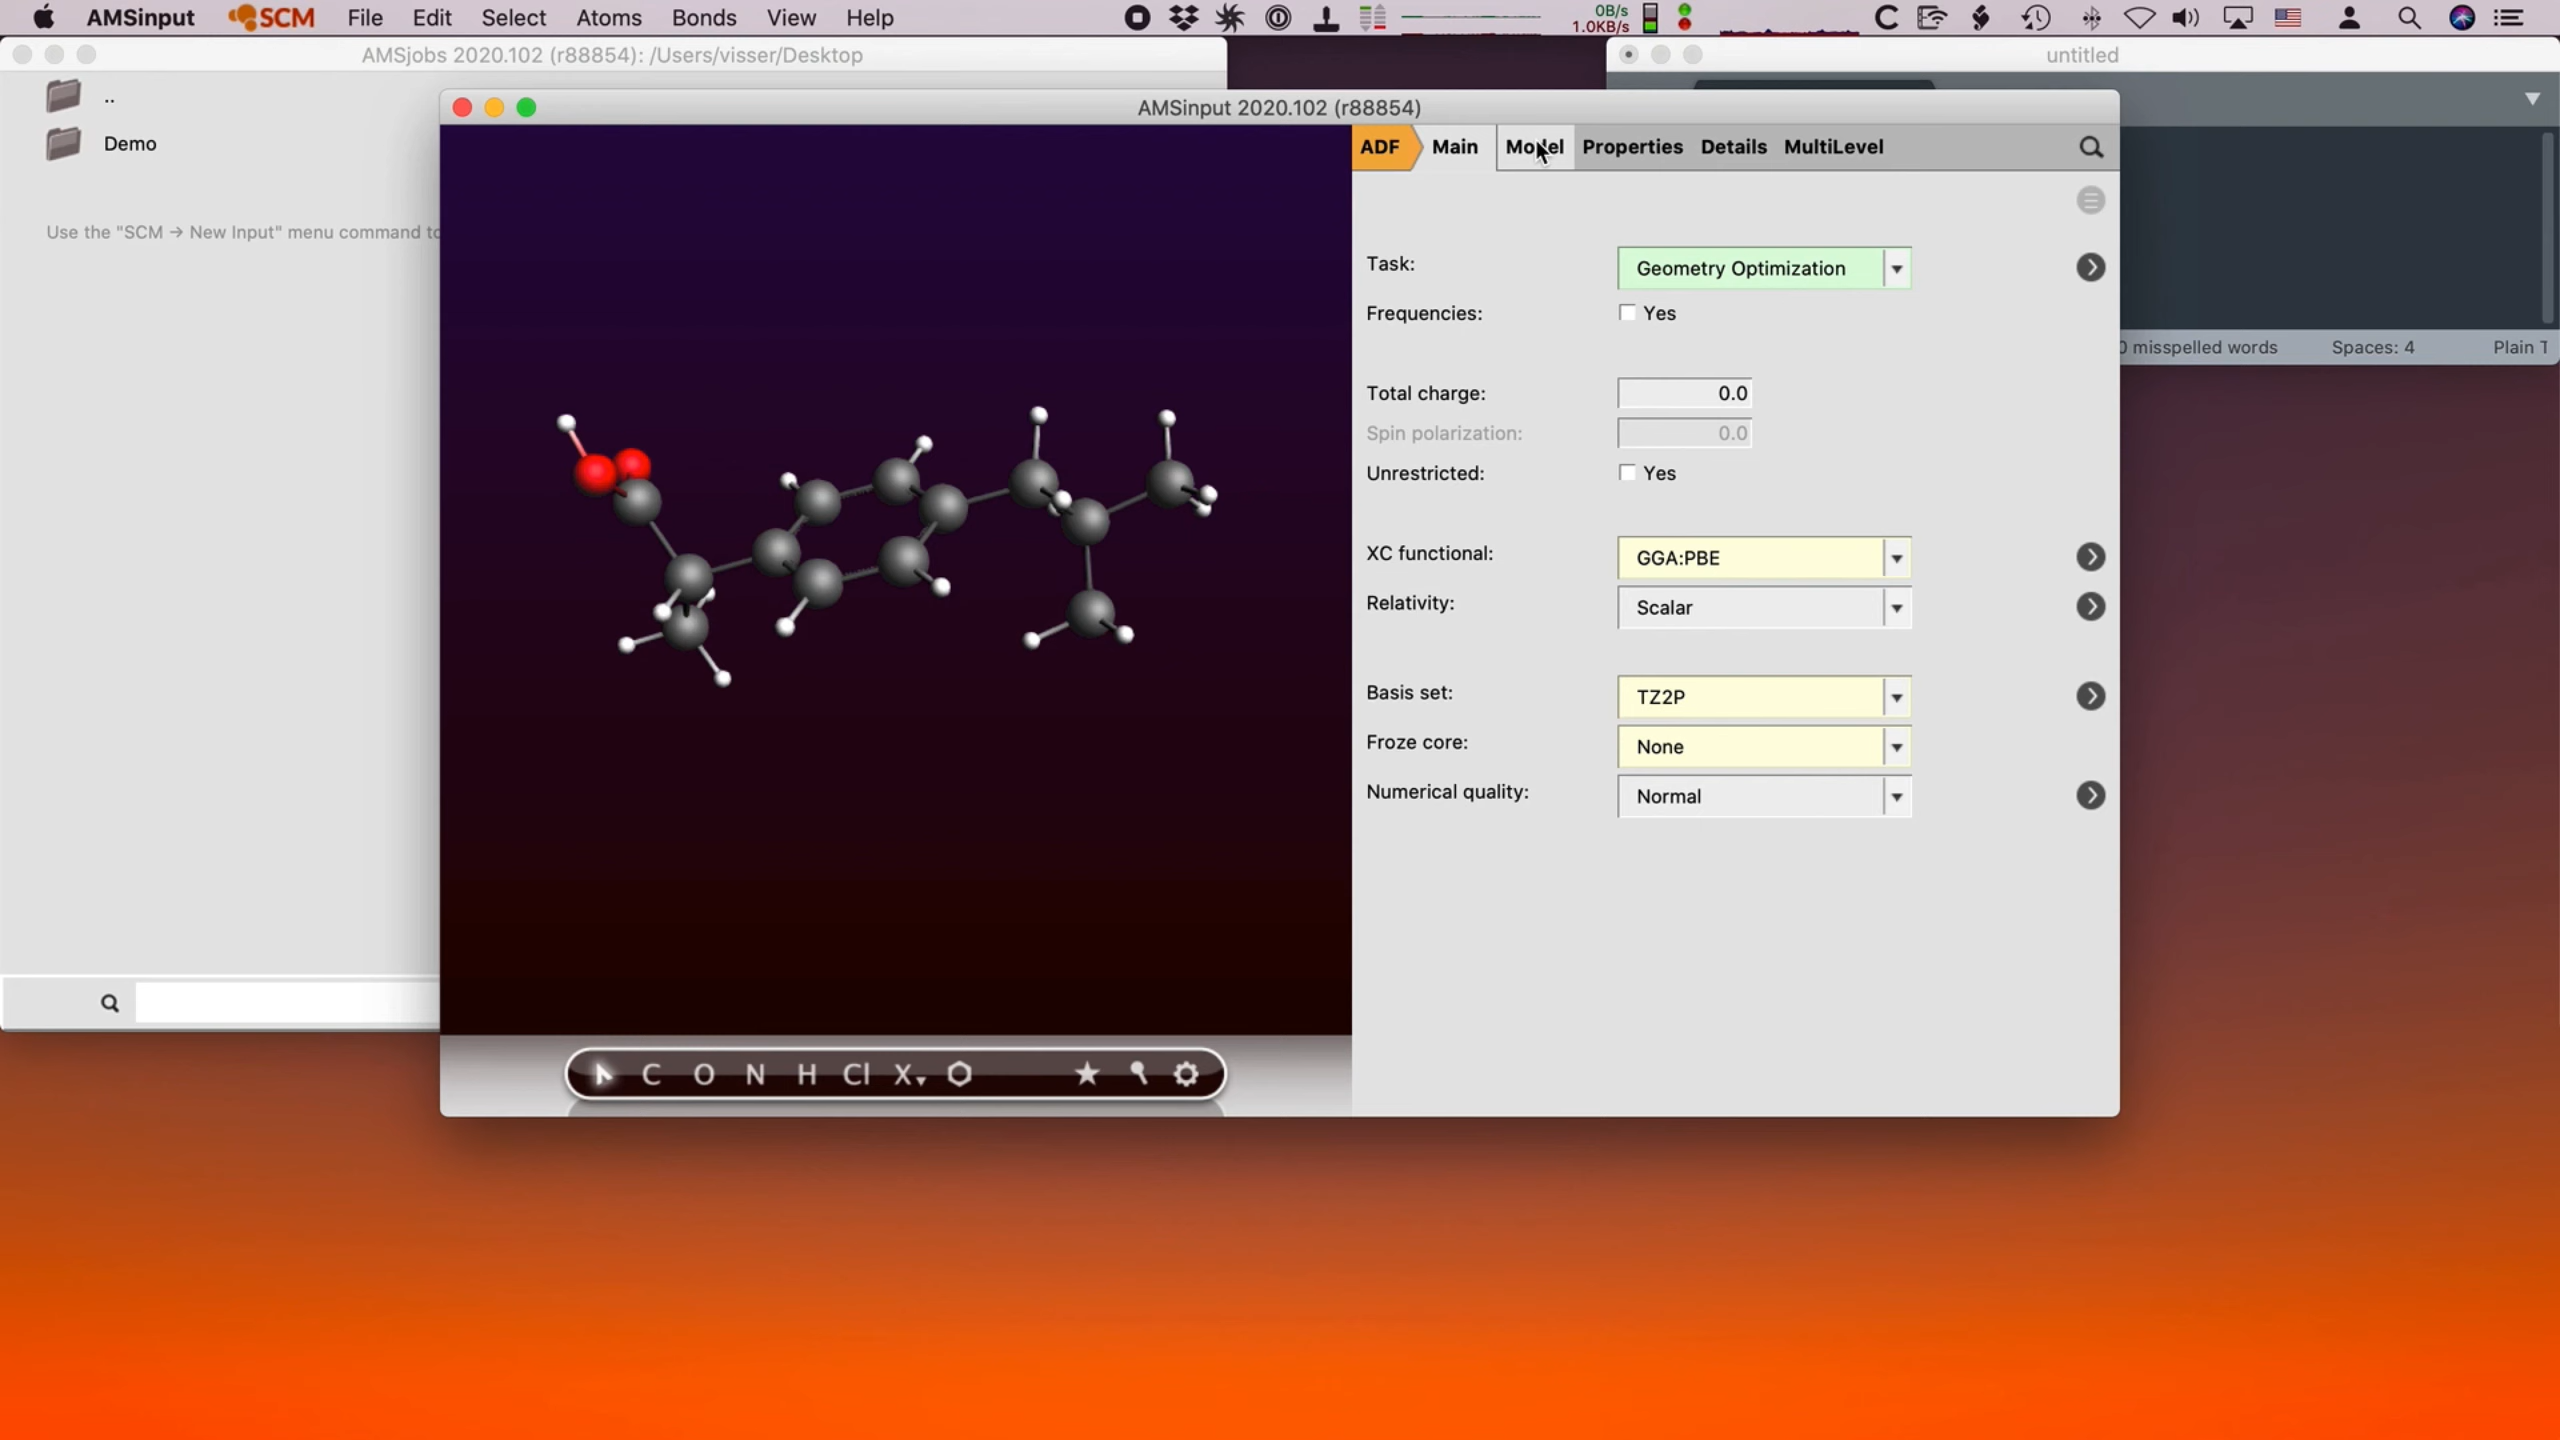 AMSinput SCM File Edit Select Atoms Bonds View Help
0B/s
1.0KB/s
AMSjobs 2020.102 (r88854): /Users/visser/Desktop
untitled
..
Demo
Use the "SCM → New Input" menu command to
AMSinput 2020.102 (r88854)
ADF Main Model Properties Details MultiLevel
Task: Geometry Optimization
Frequencies: Yes
Total charge: 0.0
Spin polarization: 0.0
Unrestricted: Yes
XC functional: GGA:PBE
Relativity: Scalar
Basis set: TZ2P
Froze core: None
Numerical quality: Normal
0 misspelled words Spaces: 4 Plain T
C O N H Cl X